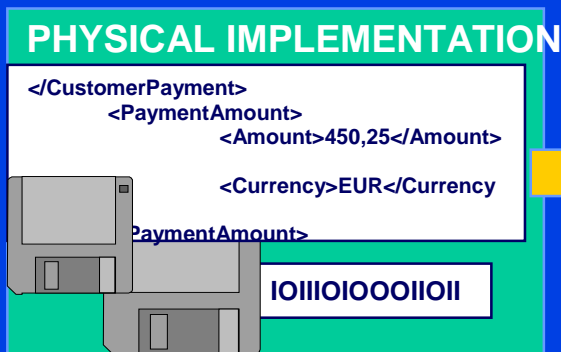 PHYSICAL IMPLEMENTATION
</CustomerPayment>
<PaymentAmount>
<Amount>450,25</Amount>
<Currency>EUR</Currency
PaymentAmount>
IOIIIOIOOOIIOII